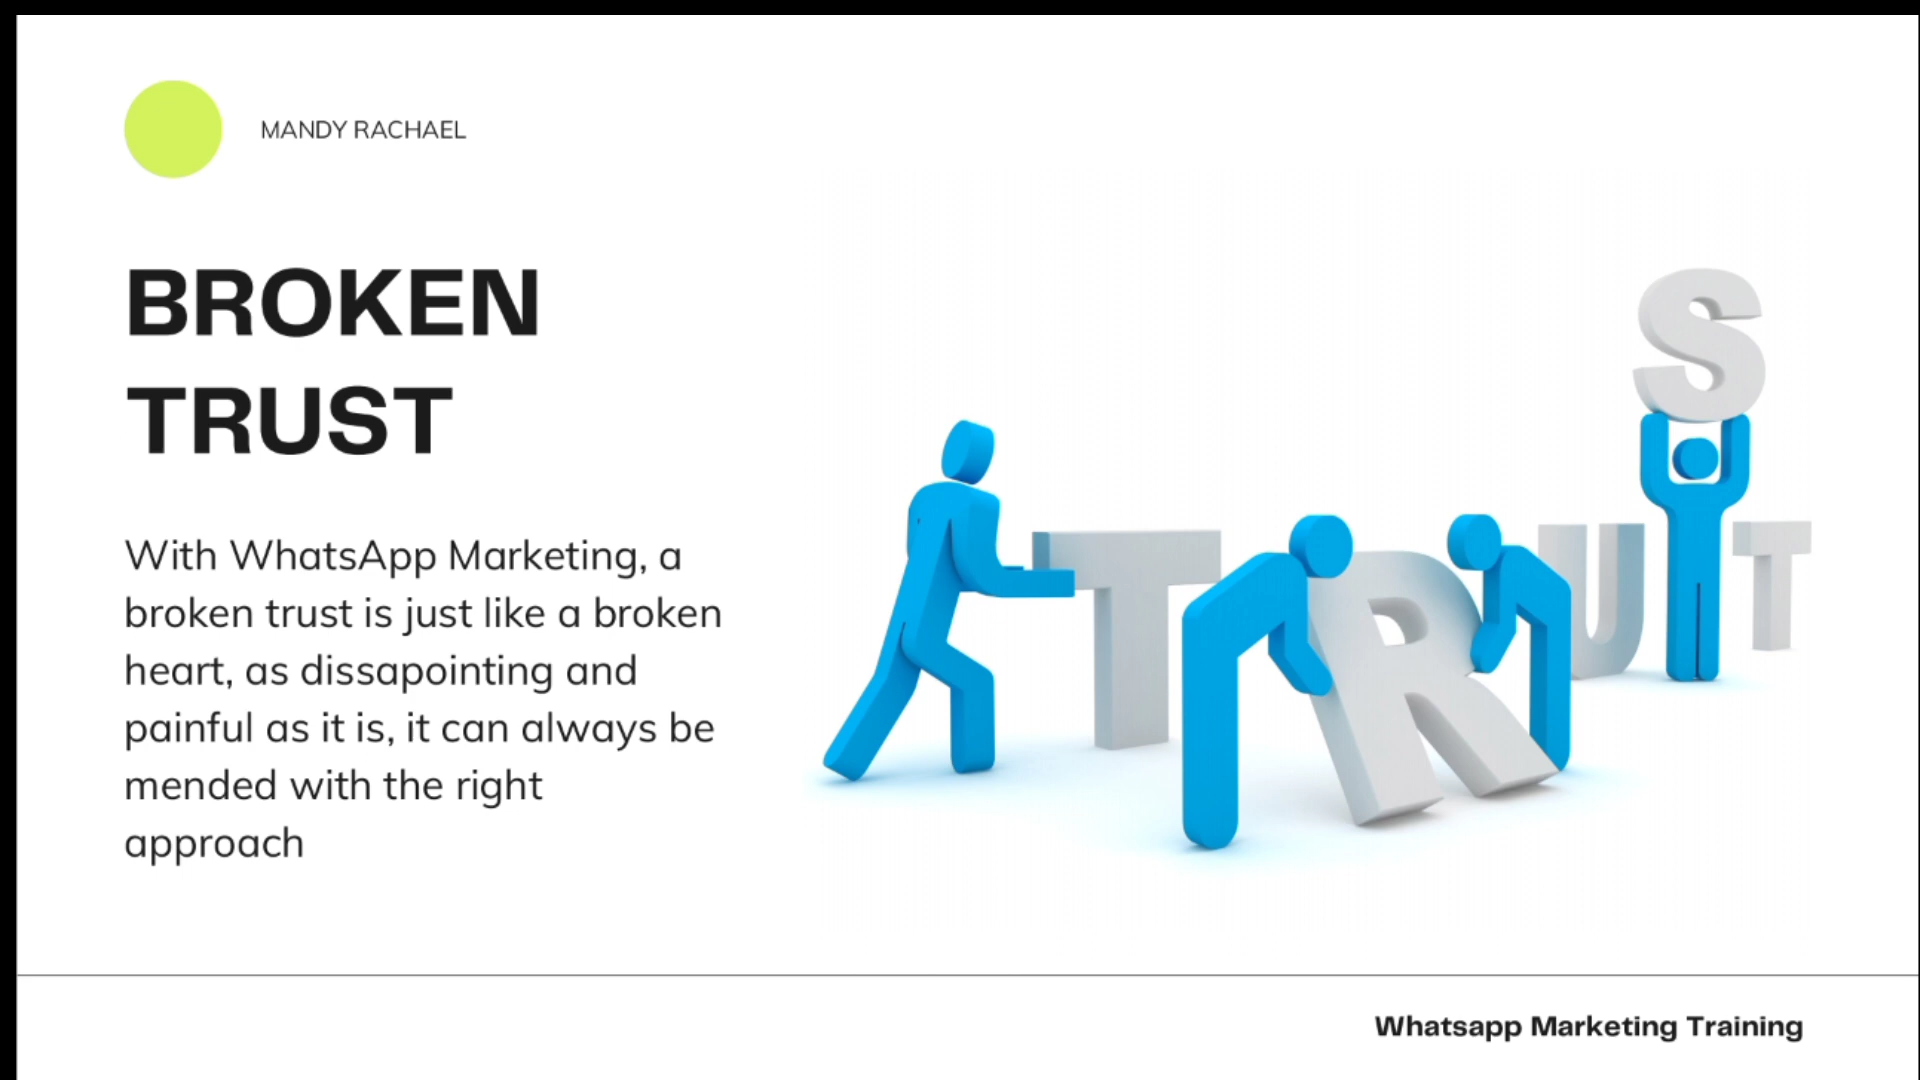 MANDY RACHAEL
BROKEN
TRUST
With WhatsApp Marketing, a
broken trust is just like a broken
heart, as dissapointing and
painful as it is, it can always be
mended with the right
approach
TRUST
Whatsapp Marketing Training